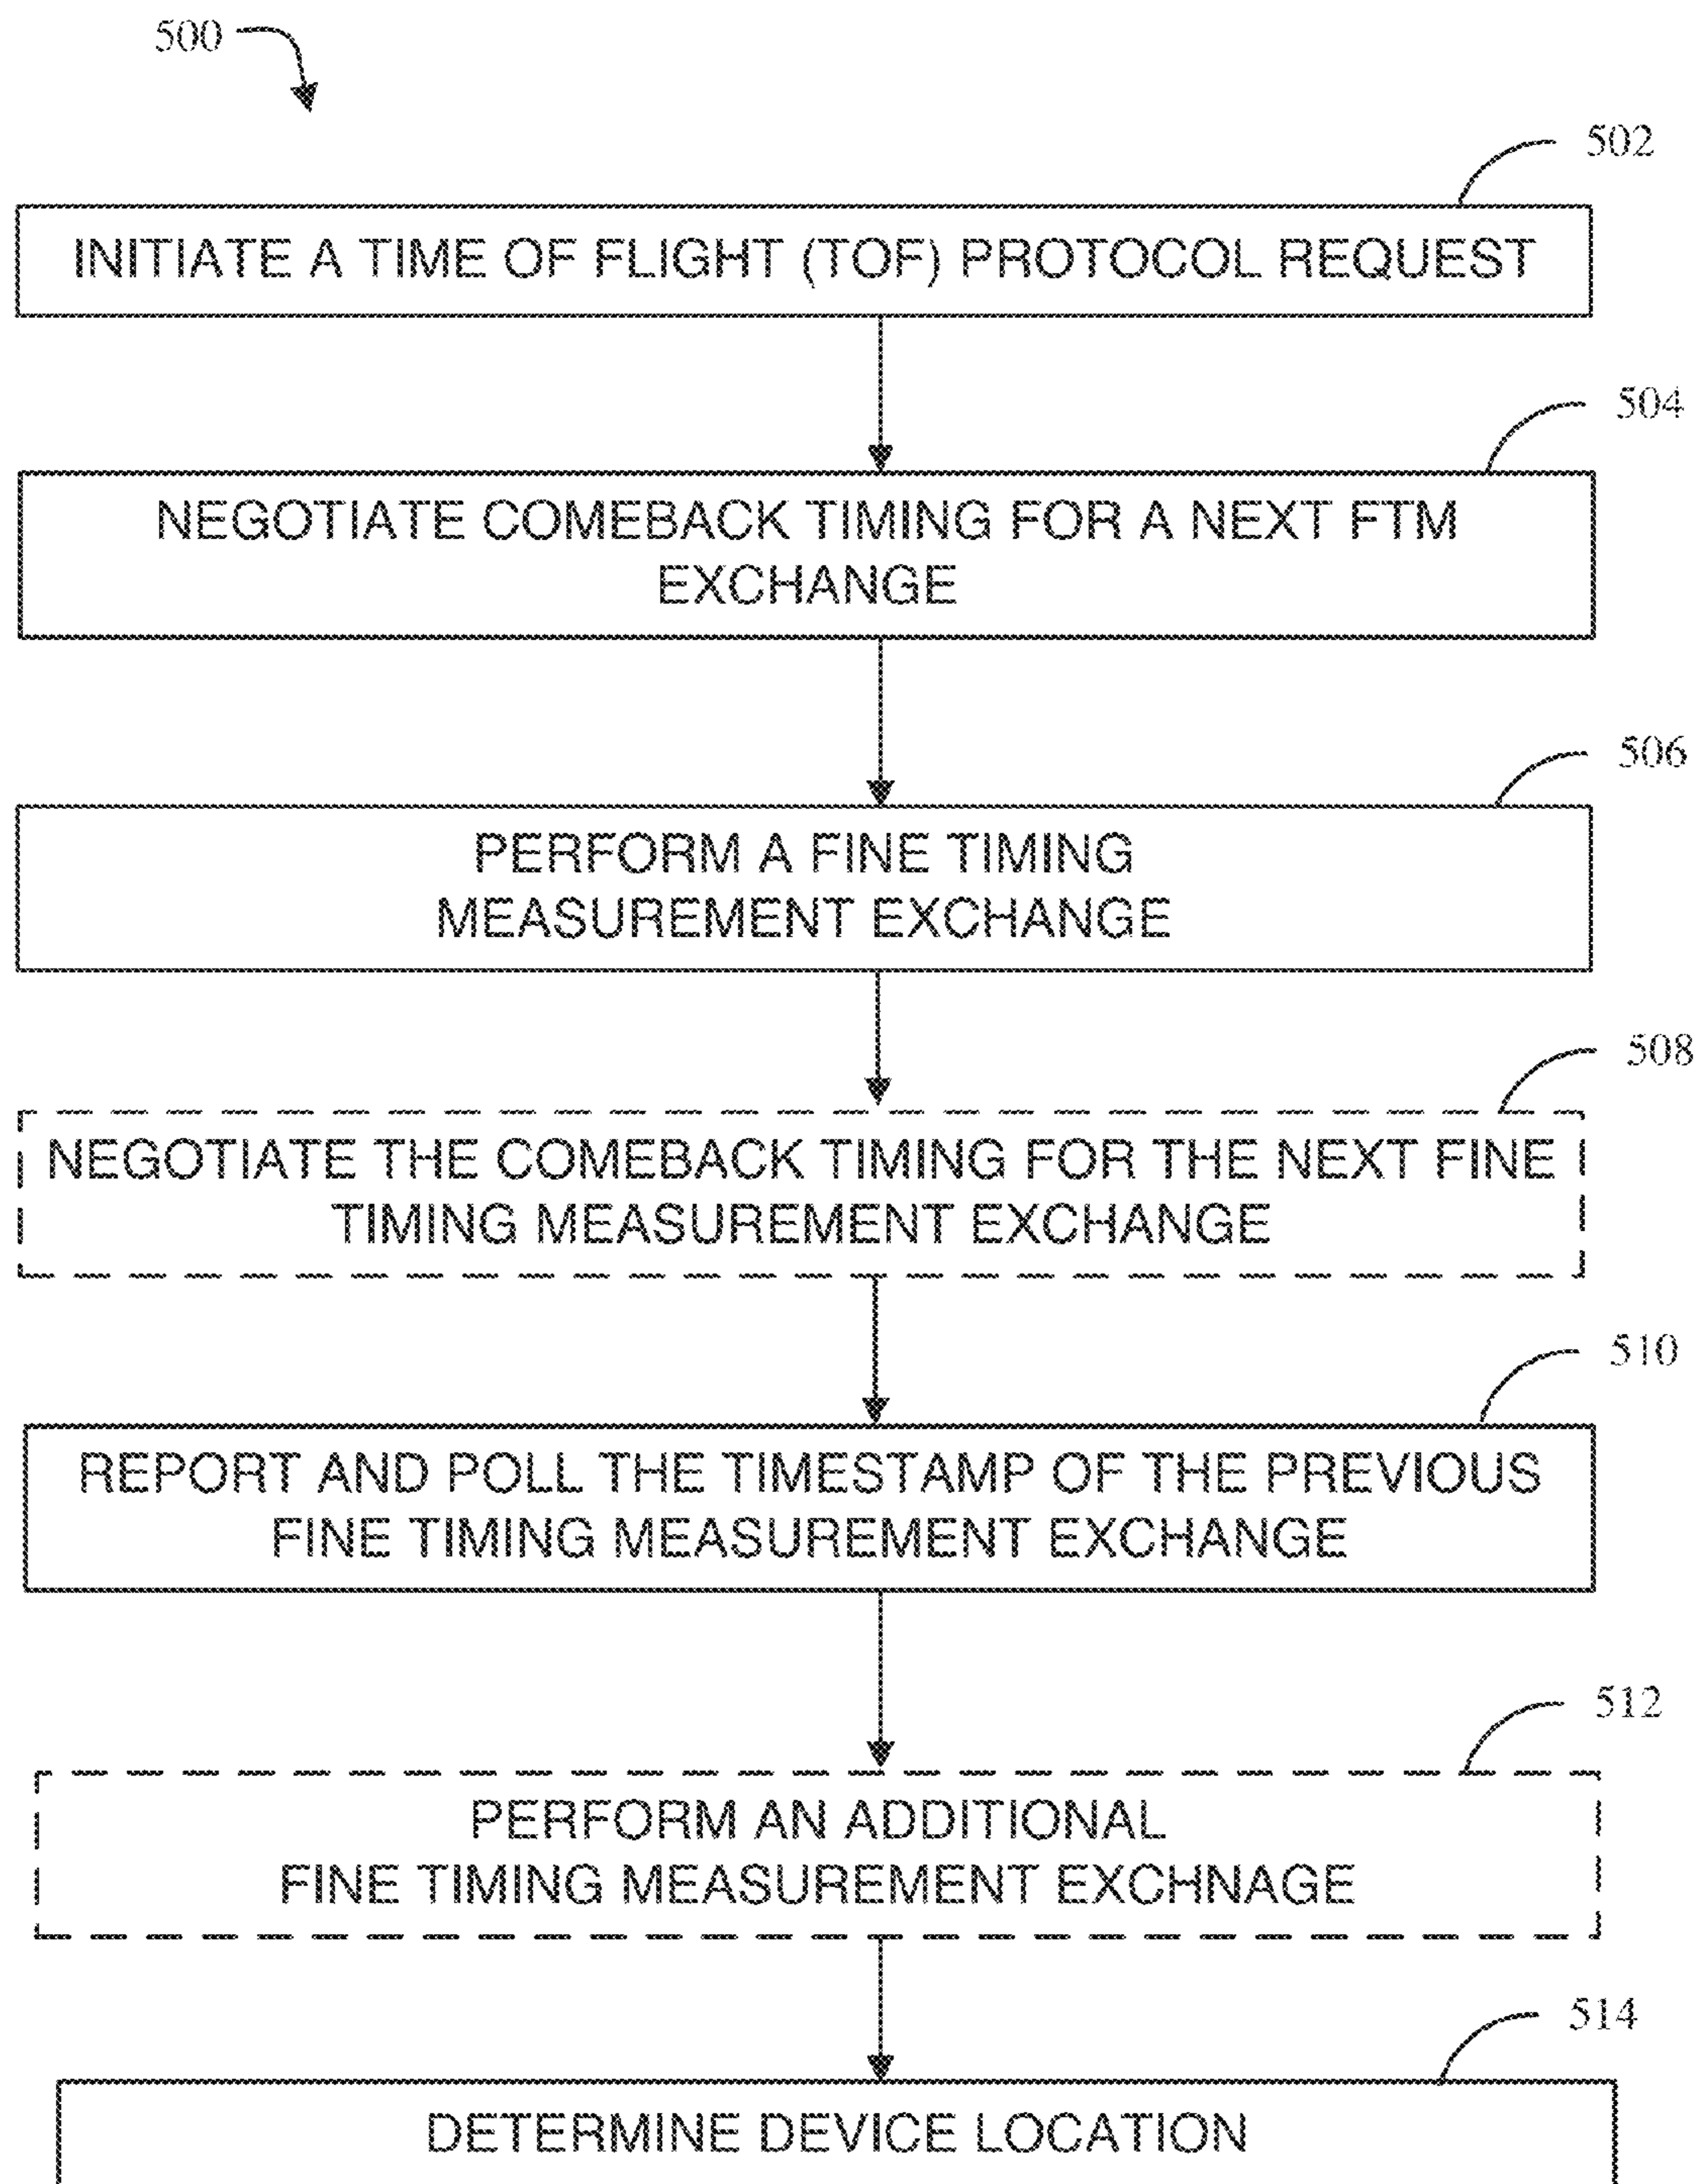 500
502
INITIATE A TIME OF FLIGHT (TOF) PROTOCOL REQUEST
504
NEGOTIATE COMEBACK TIMING FOR A NEXT FTM
EXCHANGE
506
PERFORM A FINE TIMING
MEASUREMENT EXCHANGE
508
NEGOTIATE THE COMEBACK TIMING FOR THE NEXT FINE
TIMING MEASUREMENT EXCHANGE
510
REPORT AND POLL THE TIMESTAMP OF THE PREVIOUS
FINE TIMING MEASUREMENT EXCHANGE
512
PERFORM AN ADDITIONAL
FINE TIMING MEASUREMENT EXCHNAGE
514
DETERMINE DEVICE LOCATION